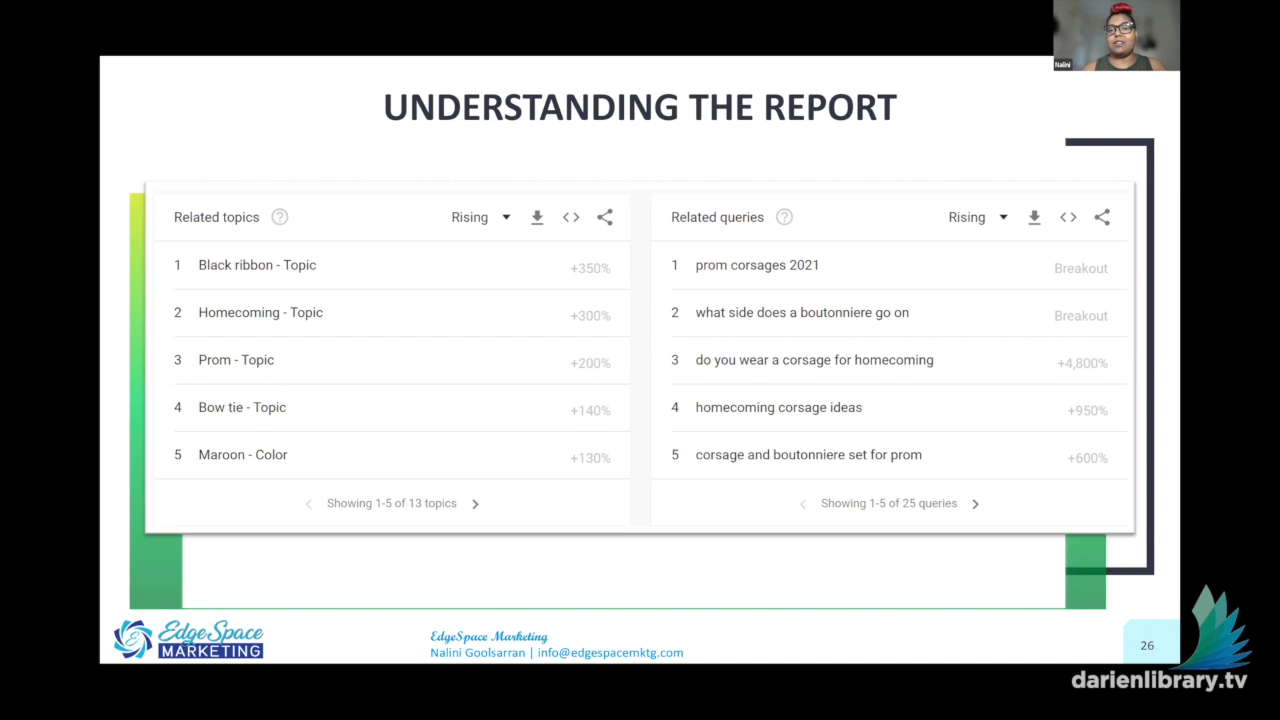 Nalini
UNDERSTANDING THE REPORT
Related topics ?
Rising
1 Black ribbon - Topic +350%
2 Homecoming - Topic +300%
3 Prom - Topic +200%
4 Bow tie - Topic +140%
5 Maroon - Color +130%
Showing 1-5 of 13 topics
Related queries ?
Rising
1 prom corsages 2021 Breakout
2 what side does a boutonniere go on Breakout
3 do you wear a corsage for homecoming +4,800%
4 homecoming corsage ideas +950%
5 corsage and boutonniere set for prom +600%
Showing 1-5 of 25 queries
EdgeSpace
MARKETING
EdgeSpace Marketing
Nalini Goolsarran | info@edgespacemktg.com
26
darienlibrary.tv